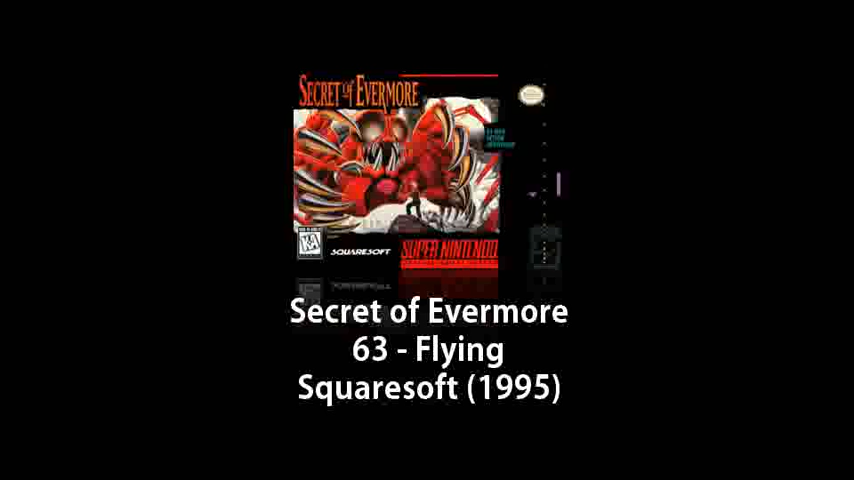 SECRET OF EVERMORE
K-A
SQUARESOFT
SUPER NINTENDO
Secret of Evermore
63 - Flying
Squaresoft (1995)